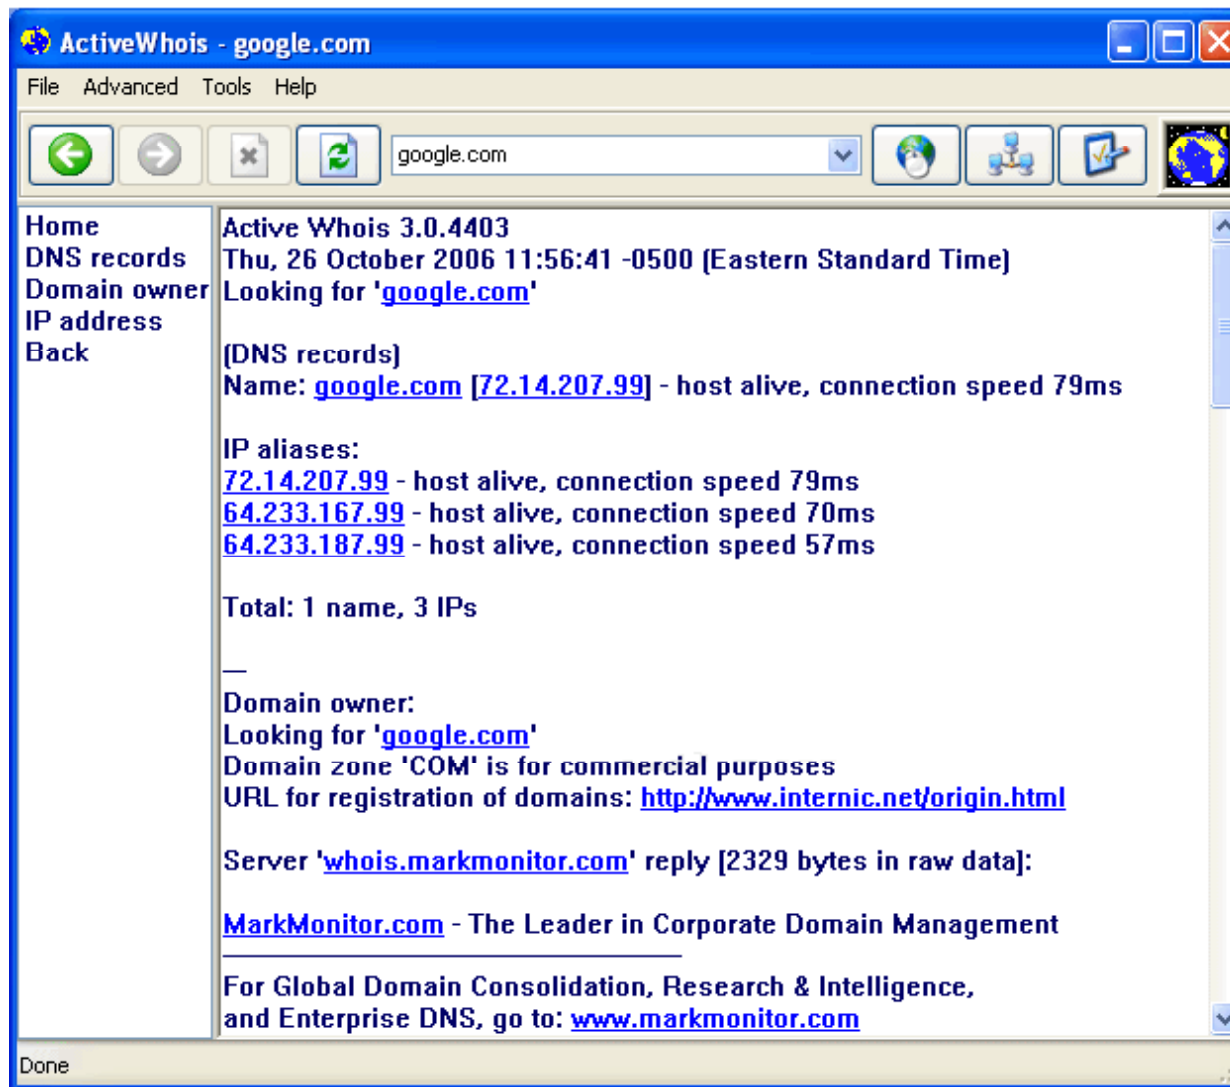 ActiveWhois - google.com
File Advanced Tools Help
google.com
Home
DNS records
Domain owner
IP address
Back
Active Whois 3.0.4403
Thu, 26 October 2006 11:56:41 -0500 (Eastern Standard Time)
Looking for 'google.com'
(DNS records)
Name: google.com [72.14.207.99] - host alive, connection speed 79ms
IP aliases:
72.14.207.99 - host alive, connection speed 79ms
64.233.167.99 - host alive, connection speed 70ms
64.233.187.99 - host alive, connection speed 57ms
Total: 1 name, 3 IPs
—
Domain owner:
Looking for 'google.com'
Domain zone 'COM' is for commercial purposes
URL for registration of domains: http://www.internic.net/origin.html
Server 'whois.markmonitor.com' reply [2329 bytes in raw data]:
MarkMonitor.com - The Leader in Corporate Domain Management
For Global Domain Consolidation, Research & Intelligence,
and Enterprise DNS, go to: www.markmonitor.com
Done